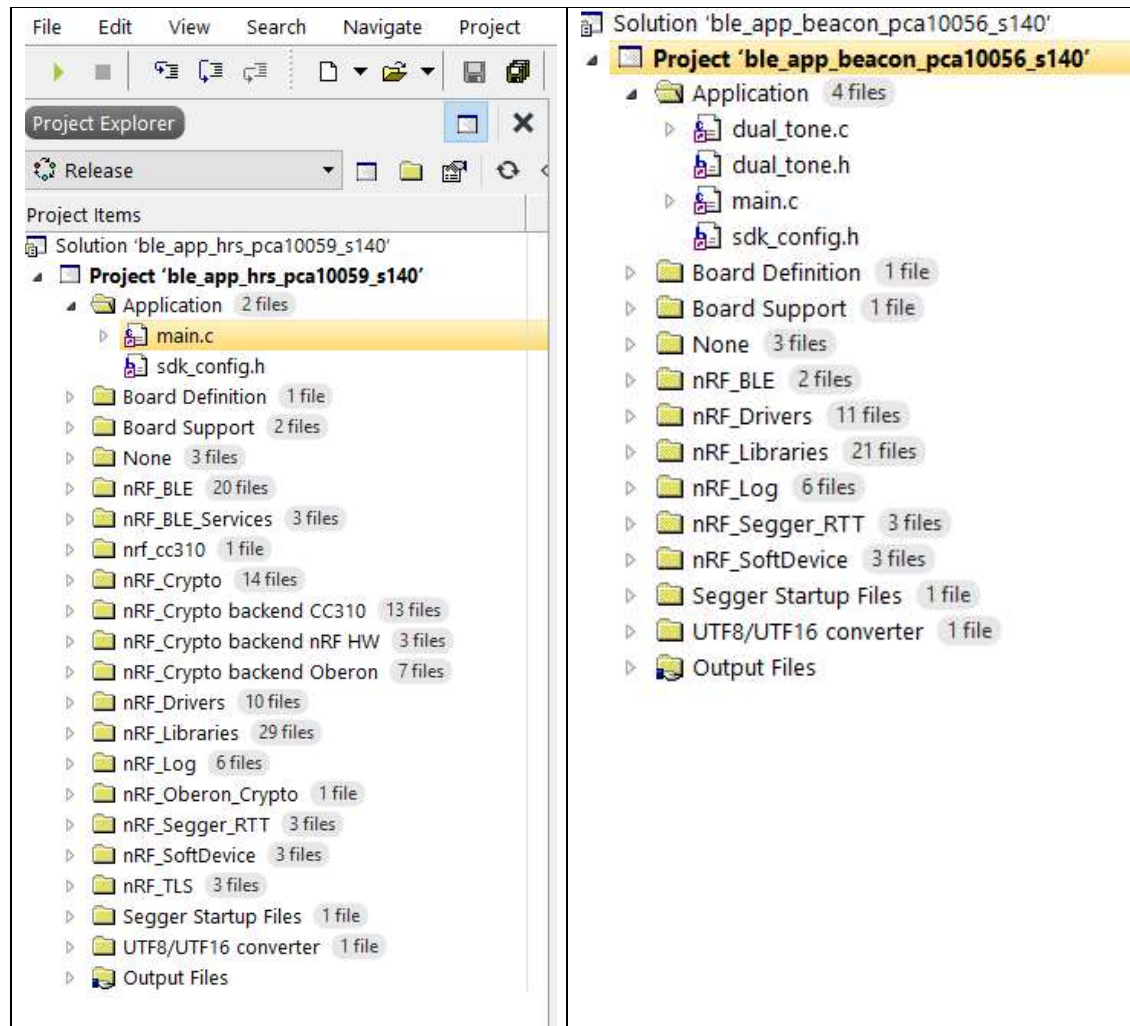 File Edit View Search Navigate Project
Project Explorer
Release
Project Items
Solution 'ble_app_hrs_pca10059_s140'
Project 'ble_app_hrs_pca10059_s140'
Application 2 files
main.c
sdk_config.h
Board Definition 1 file
Board Support 2 files
None 3 files
nRF_BLE 20 files
nRF_BLE_Services 3 files
nrf_cc310 1 file
nRF_Crypto 14 files
nRF_Crypto backend CC310 13 files
nRF_Crypto backend nRF HW 3 files
nRF_Crypto backend Oberon 7 files
nRF_Drivers 10 files
nRF_Libraries 29 files
nRF_Log 6 files
nRF_Oberon_Crypto 1 file
nRF_Segger_RTT 3 files
nRF_SoftDevice 3 files
nRF_TLS 3 files
Segger Startup Files 1 file
UTF8/UTF16 converter 1 file
Output Files
Solution 'ble_app_beacon_pca10056_s140'
Project 'ble_app_beacon_pca10056_s140'
Application 4 files
dual_tone.c
dual_tone.h
main.c
sdk_config.h
Board Definition 1 file
Board Support 1 file
None 3 files
nRF_BLE 2 files
nRF_Drivers 11 files
nRF_Libraries 21 files
nRF_Log 6 files
nRF_Segger_RTT 3 files
nRF_SoftDevice 3 files
Segger Startup Files 1 file
UTF8/UTF16 converter 1 file
Output Files